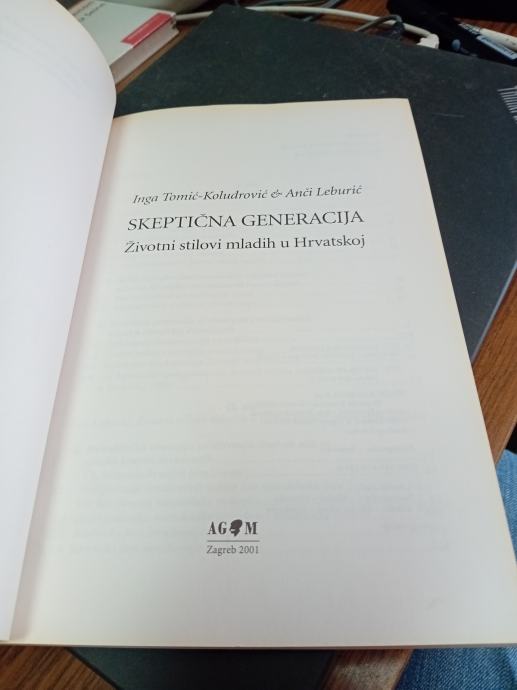 Inga Tomić-Koludrović & Anči Leburić
SKEPTIČNA GENERACIJA
Životni stilovi mladih u Hrvatskoj
AGM
Zagreb 2001